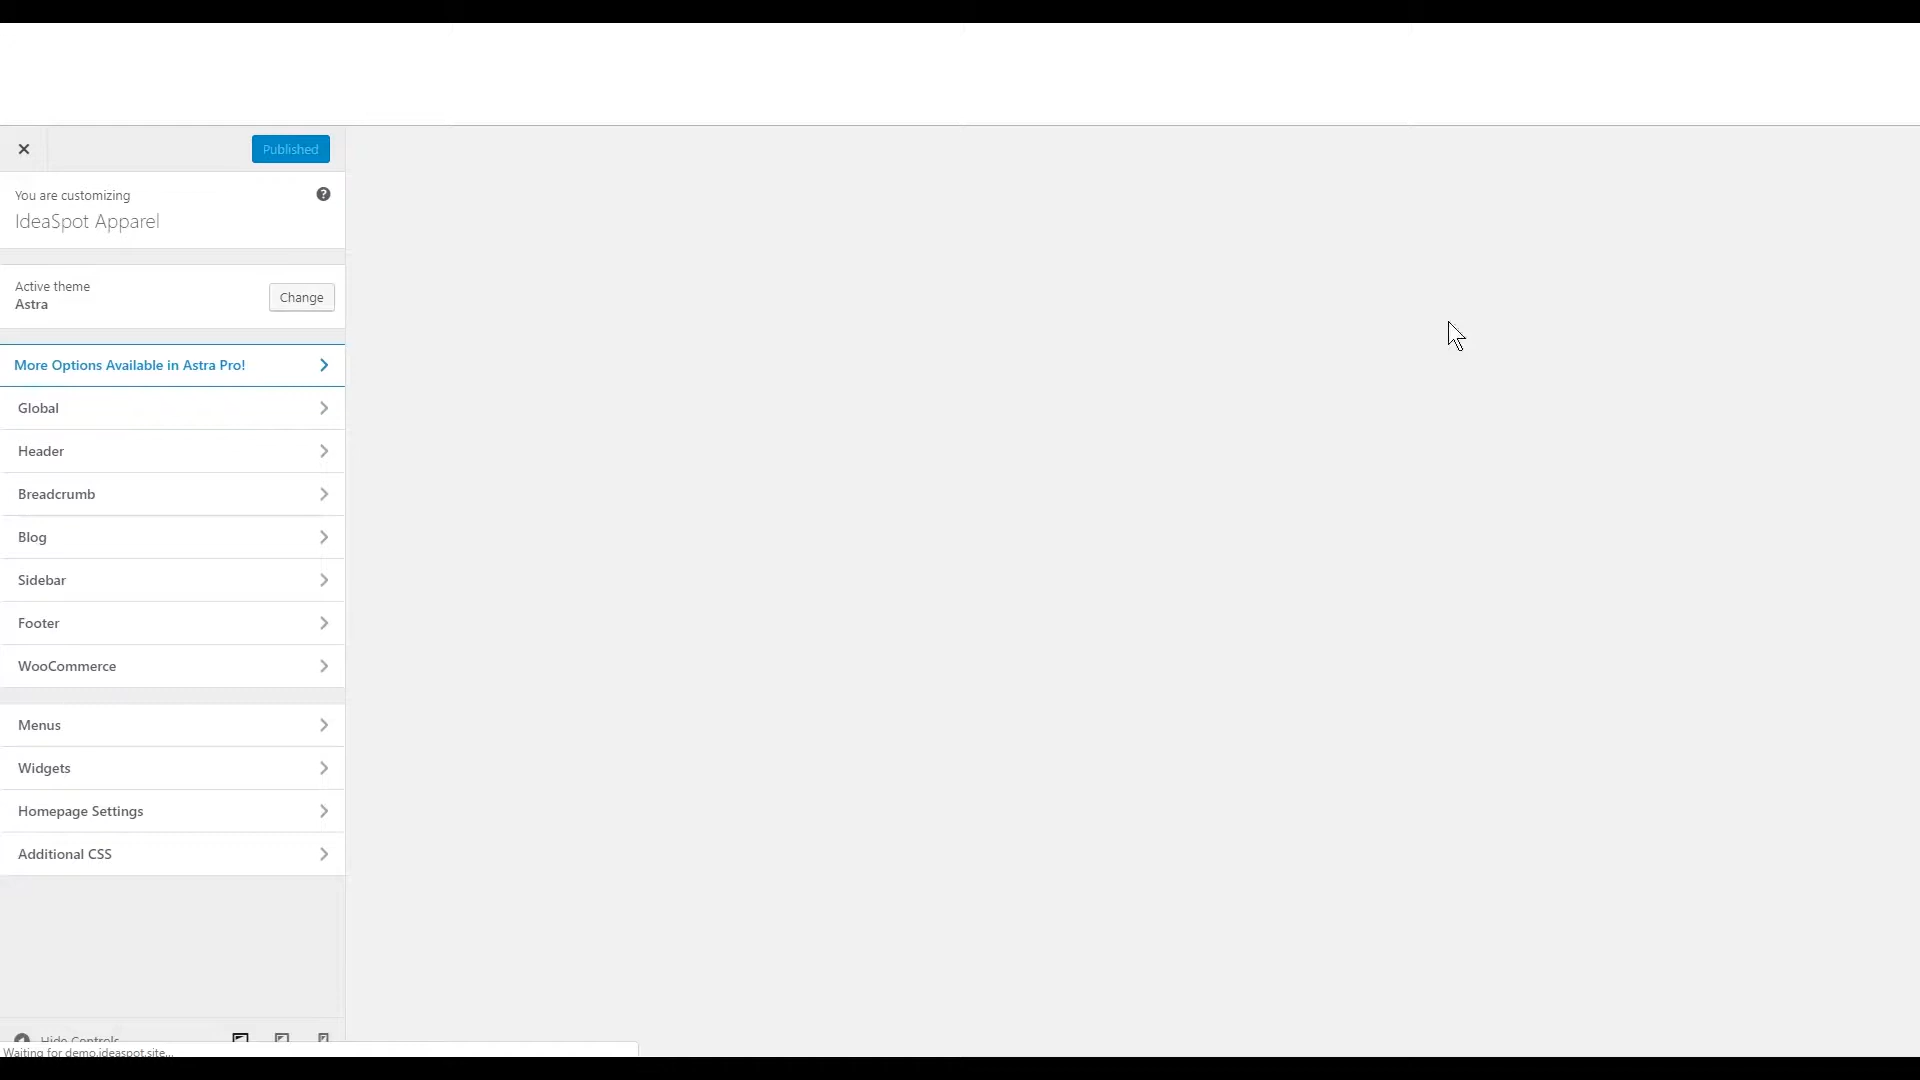 Published
You are customizing
IdeaSpot Apparel
Active theme
Astra
Change
More Options Available in Astra Pro!
Global
Header
Breadcrumb
Blog
Sidebar
Footer
WooCommerce
Menus
Widgets
Homepage Settings
Additional CSS
Hide Controls
Waiting for demo.ideaspot.site...